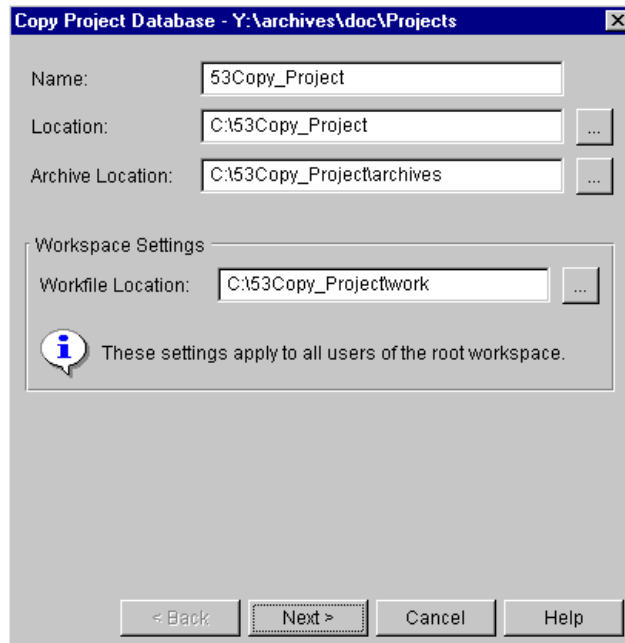 Copy Project Database - Y:\archives\doc\Projects
Name: 53Copy_Project
Location: C:\53Copy_Project ...
Archive Location: C:\53Copy_Project\archives ...
Workspace Settings
Workfile Location: C:\53Copy_Project\work ...
These settings apply to all users of the root workspace.
< Back Next > Cancel Help